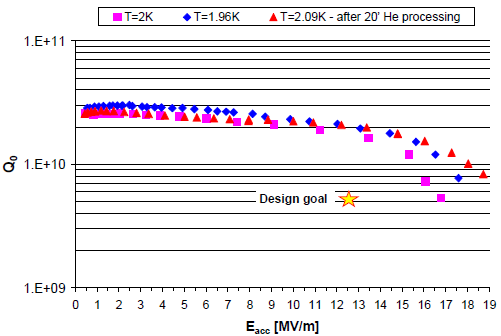 T=2K T=1.96K T=2.09K - after 20' He processing
1.E+11
1.E+10
1.E+09
Q0
Design goal
0 1 2 3 4 5 6 7 8 9 10 11 12 13 14 15 16 17 18 19
Eacc [MV/m]